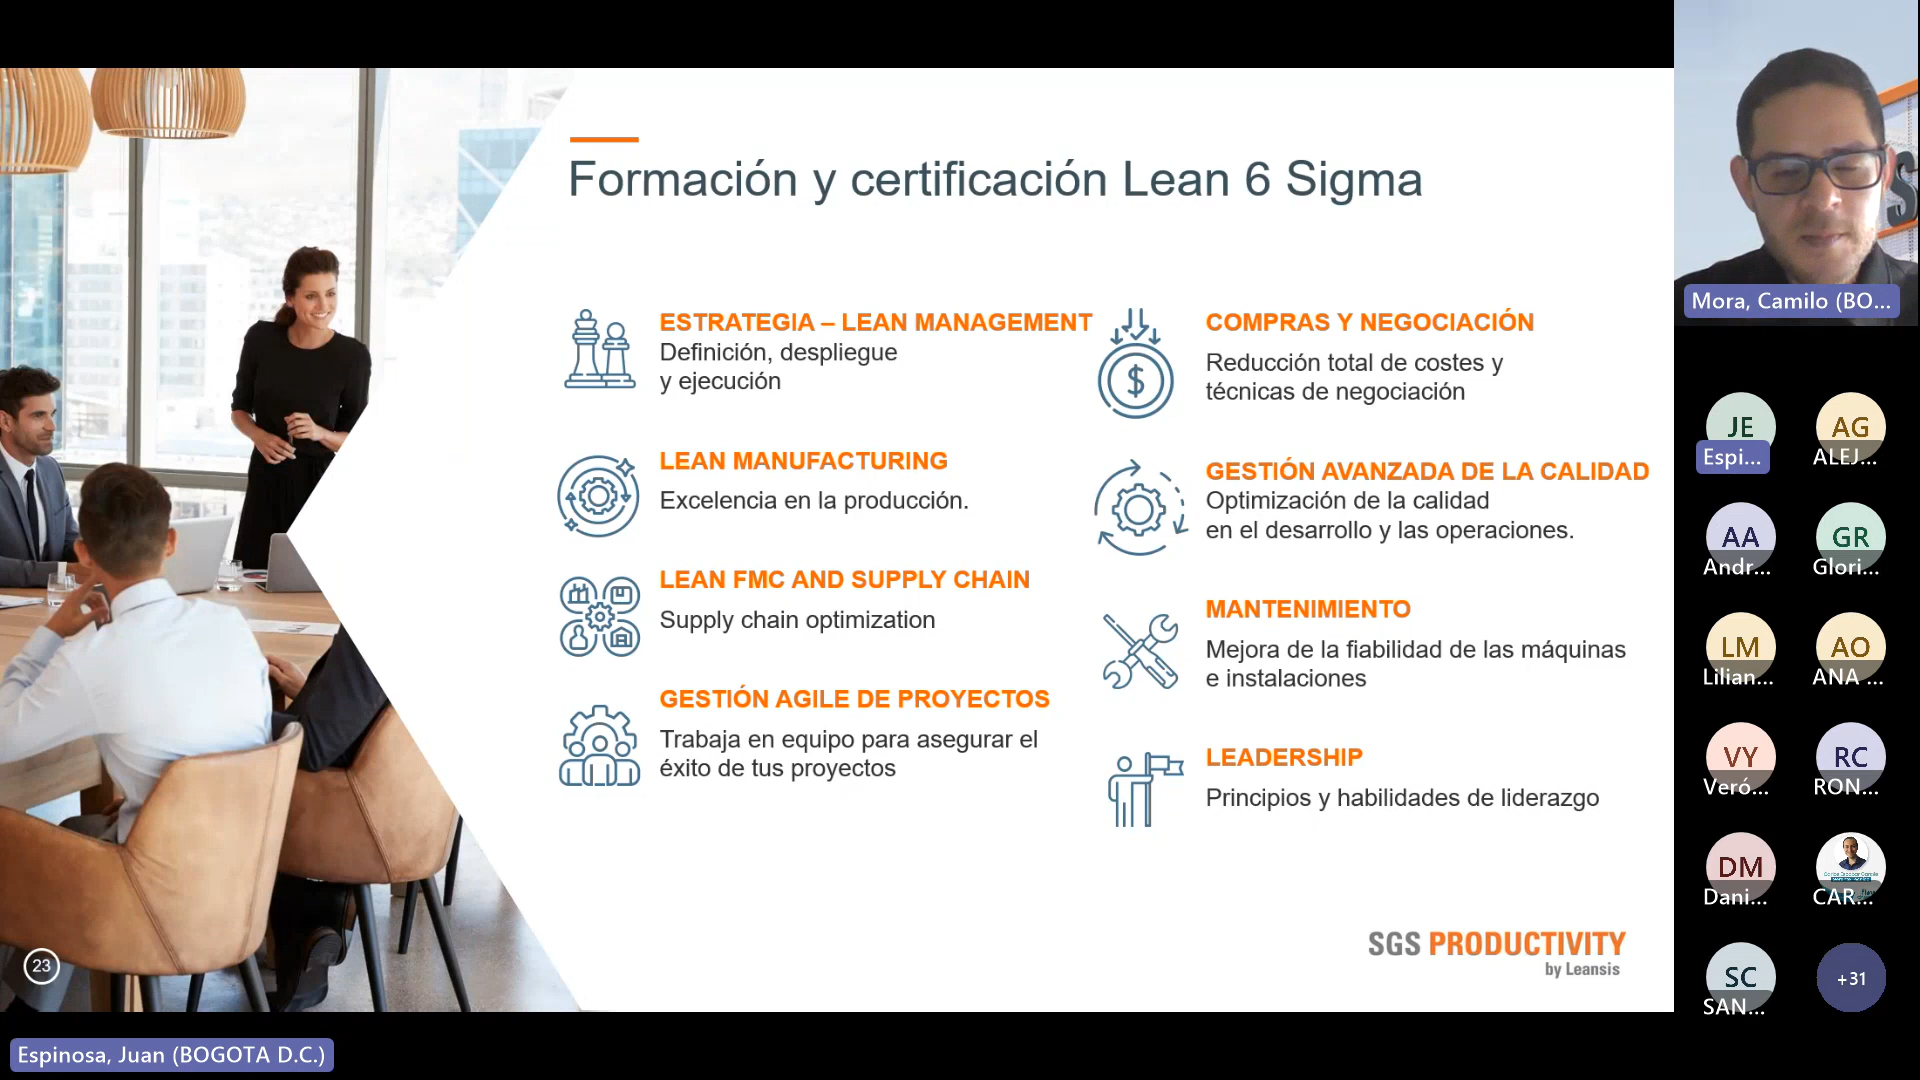 Formación y certificación Lean 6 Sigma
ESTRATEGIA – LEAN MANAGEMENT
Definición, despliegue
y ejecución
LEAN MANUFACTURING
Excelencia en la producción.
LEAN FMC AND SUPPLY CHAIN
Supply chain optimization
GESTIÓN AGILE DE PROYECTOS
Trabaja en equipo para asegurar el
éxito de tus proyectos
COMPRAS Y NEGOCIACIÓN
$
Reducción total de costes y
técnicas de negociación
GESTIÓN AVANZADA DE LA CALIDAD
Optimización de la calidad
en el desarrollo y las operaciones.
MANTENIMIENTO
Mejora de la fiabilidad de las máquinas
e instalaciones
LEADERSHIP
Principios y habilidades de liderazgo
SGS PRODUCTIVITY
by Leansis
23
Espinosa, Juan (BOGOTA D.C.)
Mora, Camilo (BO...
JE
Espi...
AG
ALEJ...
AA
Andr...
GR
Glori...
LM
Lilian...
AO
ANA ...
VY
Veró...
RC
RON...
DM
Dani...
CAR...
SC
SAN...
+31